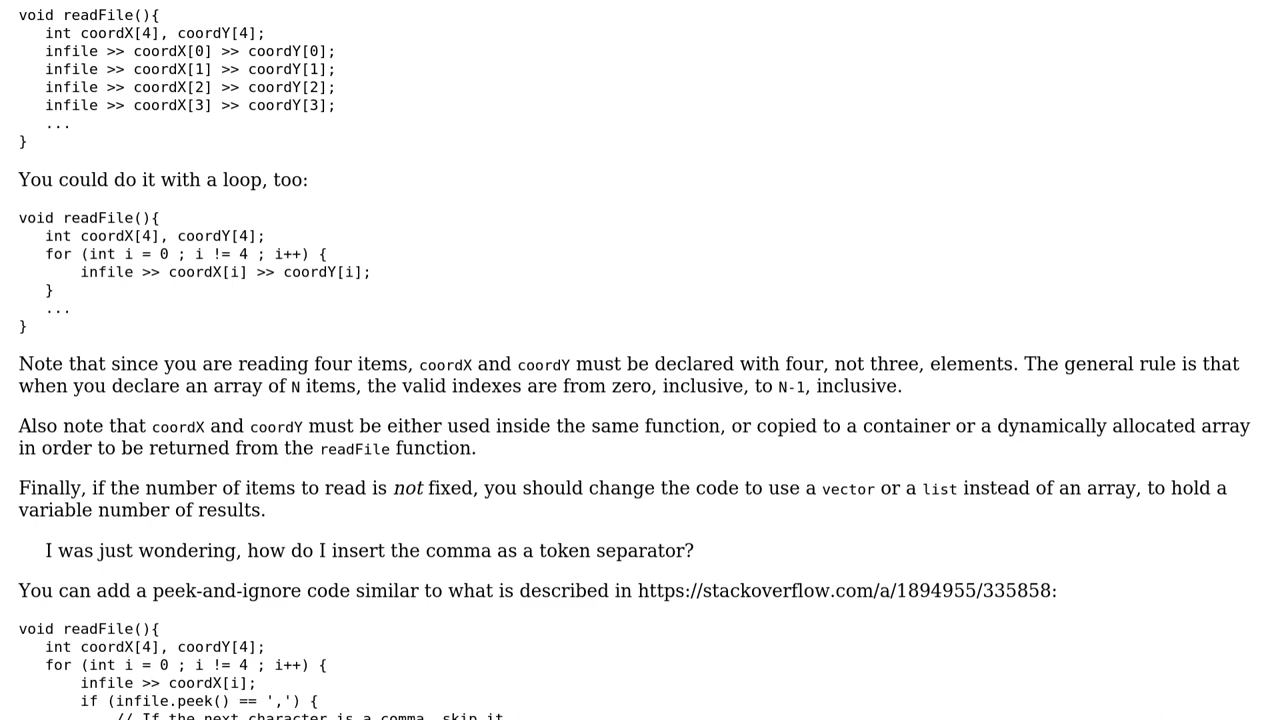 void readFile(){
   int coordX[4], coordY[4];
   infile >> coordX[0] >> coordY[0];
   infile >> coordX[1] >> coordY[1];
   infile >> coordX[2] >> coordY[2];
   infile >> coordX[3] >> coordY[3];
   ...
}
You could do it with a loop, too:
void readFile(){
   int coordX[4], coordY[4];
   for (int i = 0 ; i != 4 ; i++) {
       infile >> coordX[i] >> coordY[i];
   }
   ...
}
Note that since you are reading four items, coordX and coordY must be declared with four, not three, elements. The general rule is that
when you declare an array of N items, the valid indexes are from zero, inclusive, to N-1, inclusive.
Also note that coordX and coordY must be either used inside the same function, or copied to a container or a dynamically allocated array
in order to be returned from the readFile function.
Finally, if the number of items to read is not fixed, you should change the code to use a vector or a list instead of an array, to hold a
variable number of results.
I was just wondering, how do I insert the comma as a token separator?
You can add a peek-and-ignore code similar to what is described in https://stackoverflow.com/a/1894955/335858:
void readFile(){
   int coordX[4], coordY[4];
   for (int i = 0 ; i != 4 ; i++) {
       infile >> coordX[i];
       if (infile.peek() == ',') {
           // If the next character is a comma, skip it